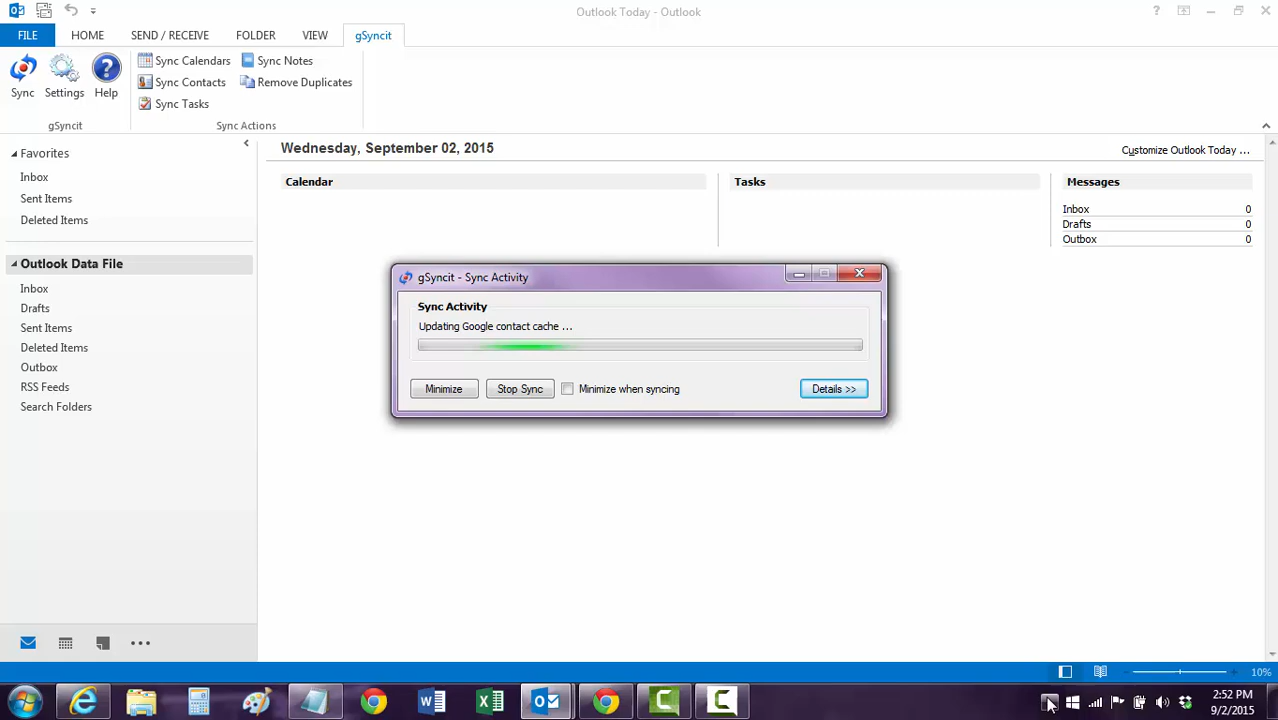 Outlook Today - Outlook
FILE HOME SEND / RECEIVE FOLDER VIEW gSyncit
Sync Settings Help
Sync Calendars Sync Notes
Sync Contacts Remove Duplicates
Sync Tasks
gSyncit Sync Actions
Favorites
Inbox
Sent Items
Deleted Items
Outlook Data File
Inbox
Drafts
Sent Items
Deleted Items
Outbox
RSS Feeds
Search Folders
Wednesday, September 02, 2015
Customize Outlook Today ...
Calendar Tasks Messages
Inbox 0
Drafts 0
Outbox 0
gSyncit - Sync Activity
Sync Activity
Updating Google contact cache ...
Minimize Stop Sync Minimize when syncing Details >>
10%
2:52 PM
9/2/2015